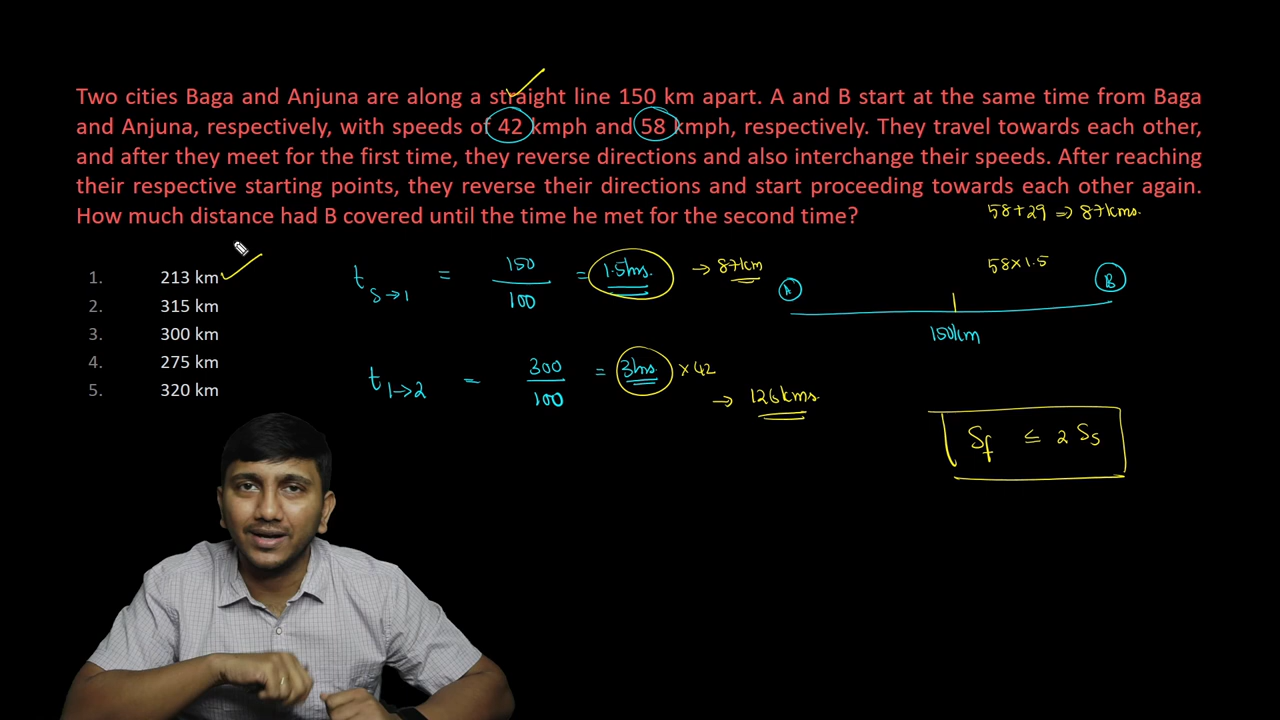 Two cities Baga and Anjuna are along a straight line 150 km apart. A and B start at the same time from Baga
and Anjuna, respectively, with speeds of 42 kmph and 58 kmph, respectively. They travel towards each other,
and after they meet for the first time, they reverse directions and also interchange their speeds. After reaching
their respective starting points, they reverse their directions and start proceeding towards each other again.
How much distance had B covered until the time he met for the second time?
58+29 ⇒ 87kms.
1. 213 km
2. 315 km
3. 300 km
4. 275 km
5. 320 km
t S→1 = 150/100 = 1.5hrs. → 87km
58×1.5
A B
150km
t 1→2 = 300/100 = 3hrs. ×42
→ 126kms.
Sf ≤ 2 Ss